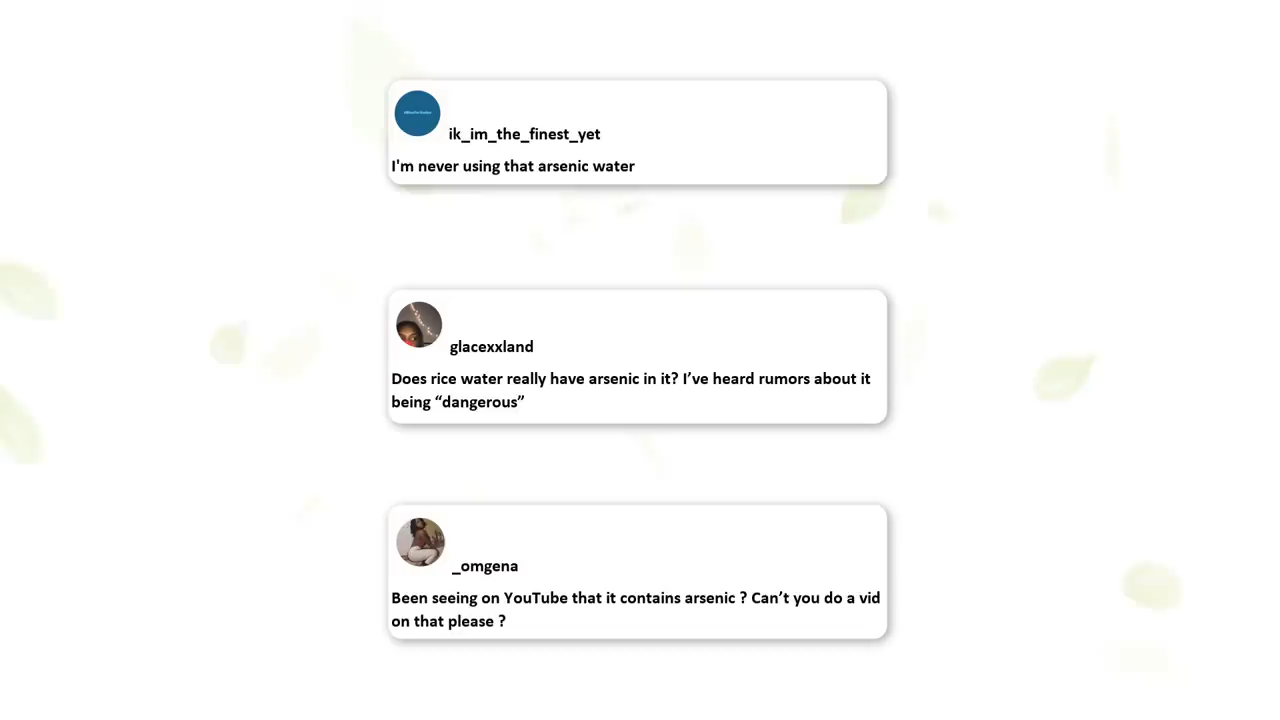 ik_im_the_finest_yet
I'm never using that arsenic water
glacexxland
Does rice water really have arsenic in it? I’ve heard rumors about it
being “dangerous”
_omgena
Been seeing on YouTube that it contains arsenic ? Can’t you do a vid
on that please ?